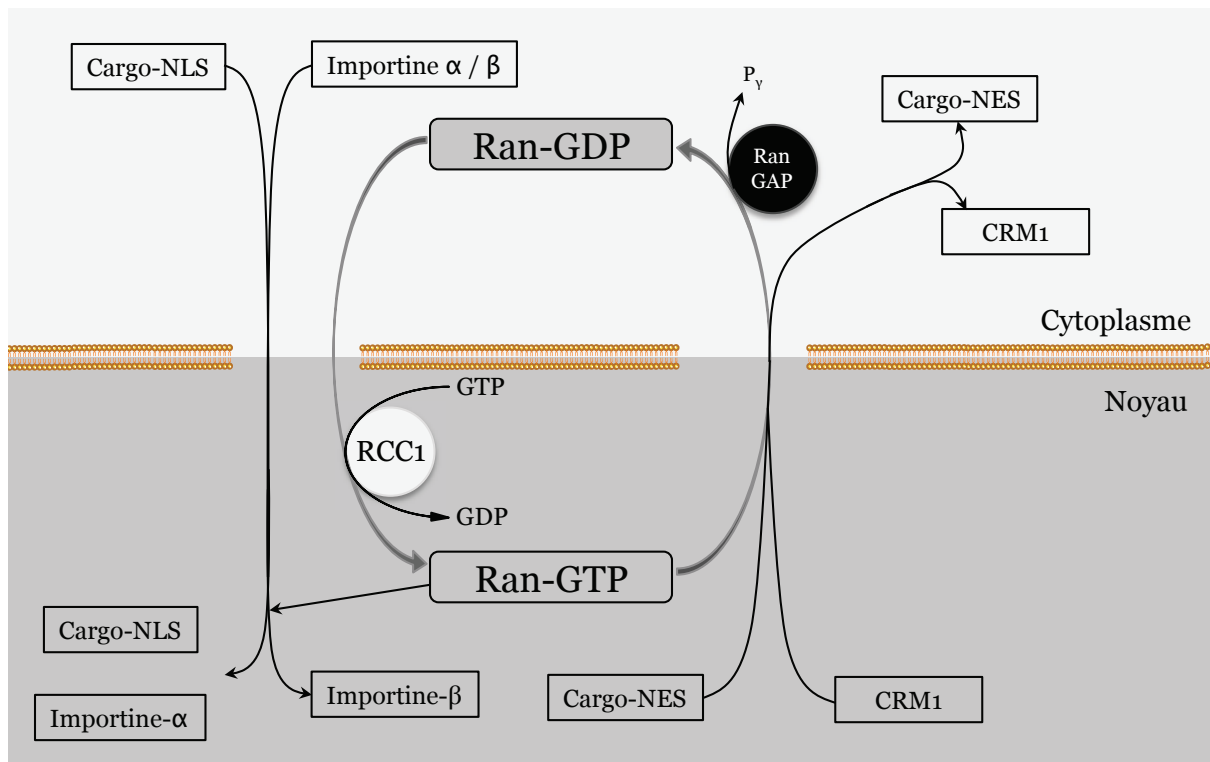 Cargo-NLS
Importine α / β
Pγ
Cargo-NES
Ran-GDP
Ran
GAP
CRM1
Cytoplasme
Noyau
GTP
RCC1
GDP
Ran-GTP
Cargo-NLS
Importine-α
Importine-β
Cargo-NES
CRM1